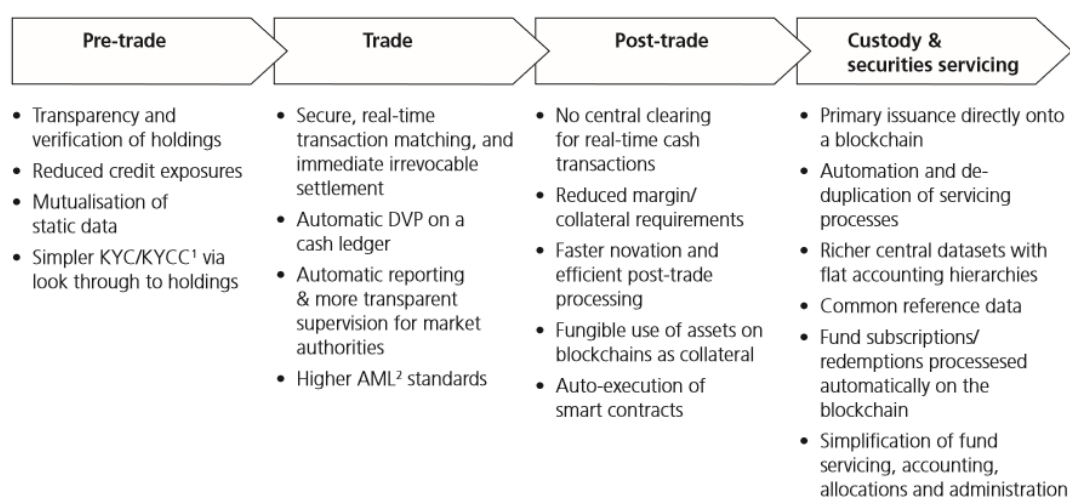 Pre-trade
Trade
Post-trade
Custody &
securities servicing
• Transparency and
verification of holdings
• Reduced credit exposures
• Mutualisation of
static data
• Simpler KYC/KYCC¹ via
look through to holdings
• Secure, real-time
transaction matching, and
immediate irrevocable
settlement
• Automatic DVP on a
cash ledger
• Automatic reporting
& more transparent
supervision for market
authorities
• Higher AML² standards
• No central clearing
for real-time cash
transactions
• Reduced margin/
collateral requirements
• Faster novation and
efficient post-trade
processing
• Fungible use of assets on
blockchains as collateral
• Auto-execution of
smart contracts
• Primary issuance directly onto
a blockchain
• Automation and de-
duplication of servicing
processes
• Richer central datasets with
flat accounting hierarchies
• Common reference data
• Fund subscriptions/
redemptions processesed
automatically on the
blockchain
• Simplification of fund
servicing, accounting,
allocations and administration